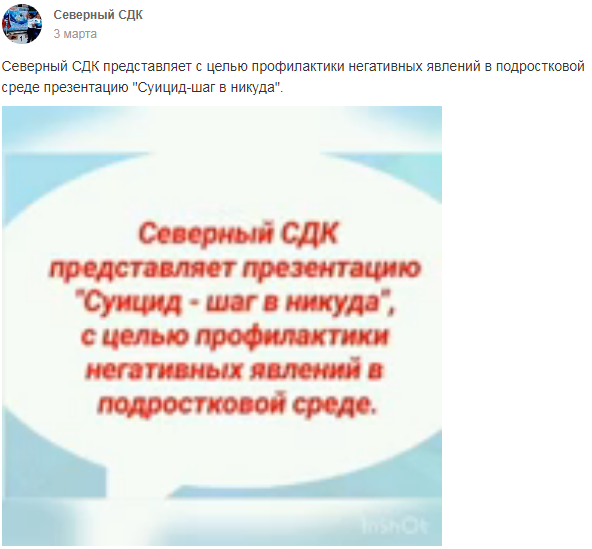 Северный СДК
3 марта
Северный СДК представляет с целью профилактики негативных явлений в подростковой
среде презентацию "Суицид-шаг в никуда".
Северный СДК
представляет презентацию
"Суицид - шаг в никуда",
с целью профилактики
негативных явлений в
подростковой среде.
InShOt